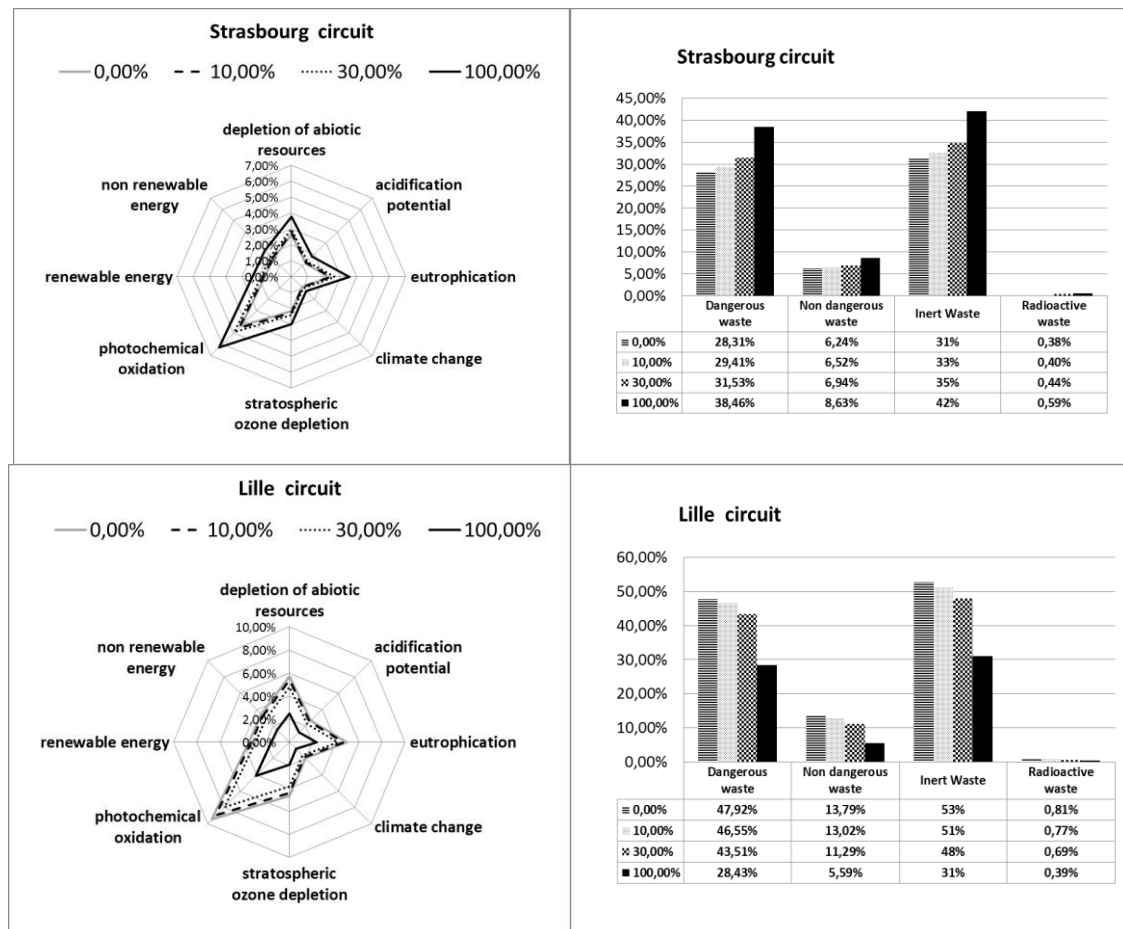 Strasbourg circuit
0,00% 10,00% 30,00% 100,00%
depletion of abiotic
resources
7,00%
6,00%
5,00%
4,00%
3,00%
2,00%
1,00%
0,00%
non renewable
energy
acidification
potential
renewable energy
eutrophication
photochemical
oxidation
climate change
stratospheric
ozone depletion
Strasbourg circuit
45,00%
40,00%
35,00%
30,00%
25,00%
20,00%
15,00%
10,00%
5,00%
0,00%
Dangerous
waste
Non dangerous
waste
Inert Waste
Radioactive
waste
0,00% 28,31% 6,24% 31% 0,38%
10,00% 29,41% 6,52% 33% 0,40%
30,00% 31,53% 6,94% 35% 0,44%
100,00% 38,46% 8,63% 42% 0,59%
Lille circuit
0,00% 10,00% 30,00% 100,00%
depletion of abiotic
resources
10,00%
8,00%
6,00%
4,00%
2,00%
0,00%
non renewable
energy
acidification
potential
renewable energy
eutrophication
photochemical
oxidation
climate change
stratospheric
ozone depletion
Lille circuit
60,00%
50,00%
40,00%
30,00%
20,00%
10,00%
0,00%
Dangerous
waste
Non dangerous
waste
Inert Waste
Radioactive
waste
0,00% 47,92% 13,79% 53% 0,81%
10,00% 46,55% 13,02% 51% 0,77%
30,00% 43,51% 11,29% 48% 0,69%
100,00% 28,43% 5,59% 31% 0,39%